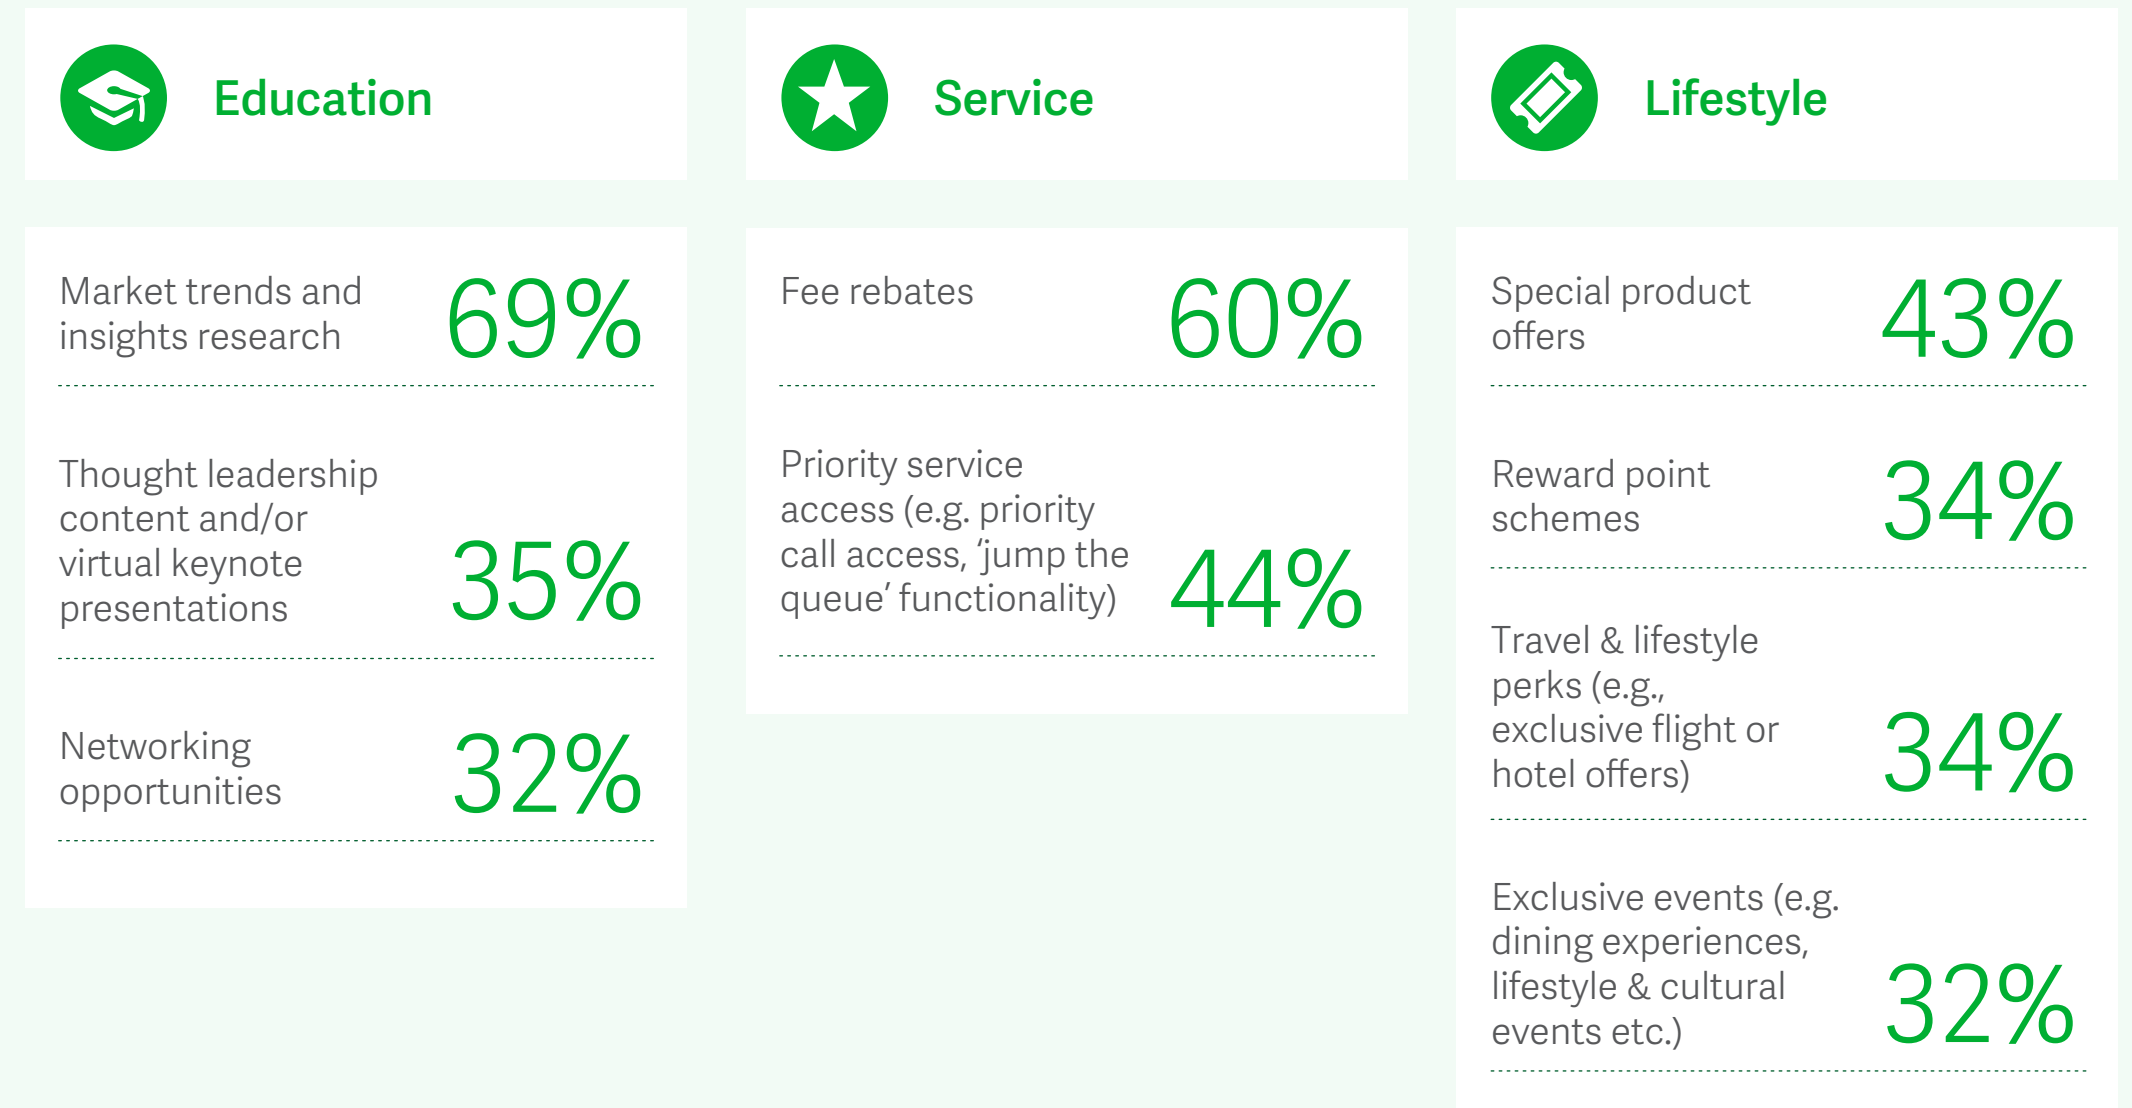 Education
Market trends and
insights research
69%
Thought leadership
content and/or
virtual keynote
presentations
35%
Networking
opportunities
32%
Service
Fee rebates
60%
Priority service
access (e.g. priority
call access, ‘jump the
queue’ functionality)
44%
Lifestyle
Special product
offers
43%
Reward point
schemes
34%
Travel & lifestyle
perks (e.g.,
exclusive flight or
hotel offers)
34%
Exclusive events (e.g.
dining experiences,
lifestyle & cultural
events etc.)
32%